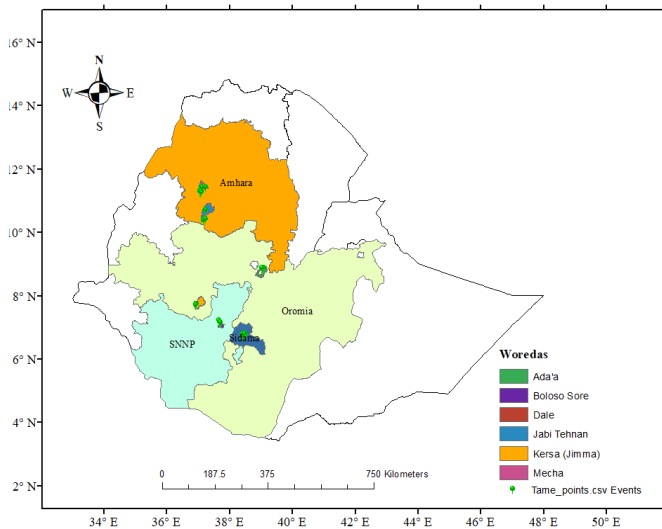 16° N
14° N
12° N
10° N
8° N
6° N
4° N
2° N
N
W
E
S
Amhara
Oromia
SNNP
Sidama
Woredas
Ada'a
Boloso Sore
Dale
Jabi Tehnan
Kersa (Jimma)
Mecha
Tame_points.csv Events
0 187.5 375 750 Kilometers
34° E 36° E 38° E 40° E 42° E 44° E 46° E 48° E 50° E